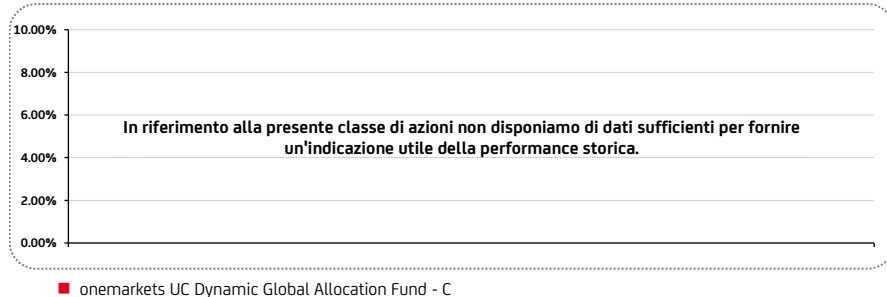 10.00%
8.00%
6.00%
In riferimento alla presente classe di azioni non disponiamo di dati sufficienti per fornire
un'indicazione utile della performance storica.
4.00%
2.00%
0.00%
onemarkets UC Dynamic Global Allocation Fund - C